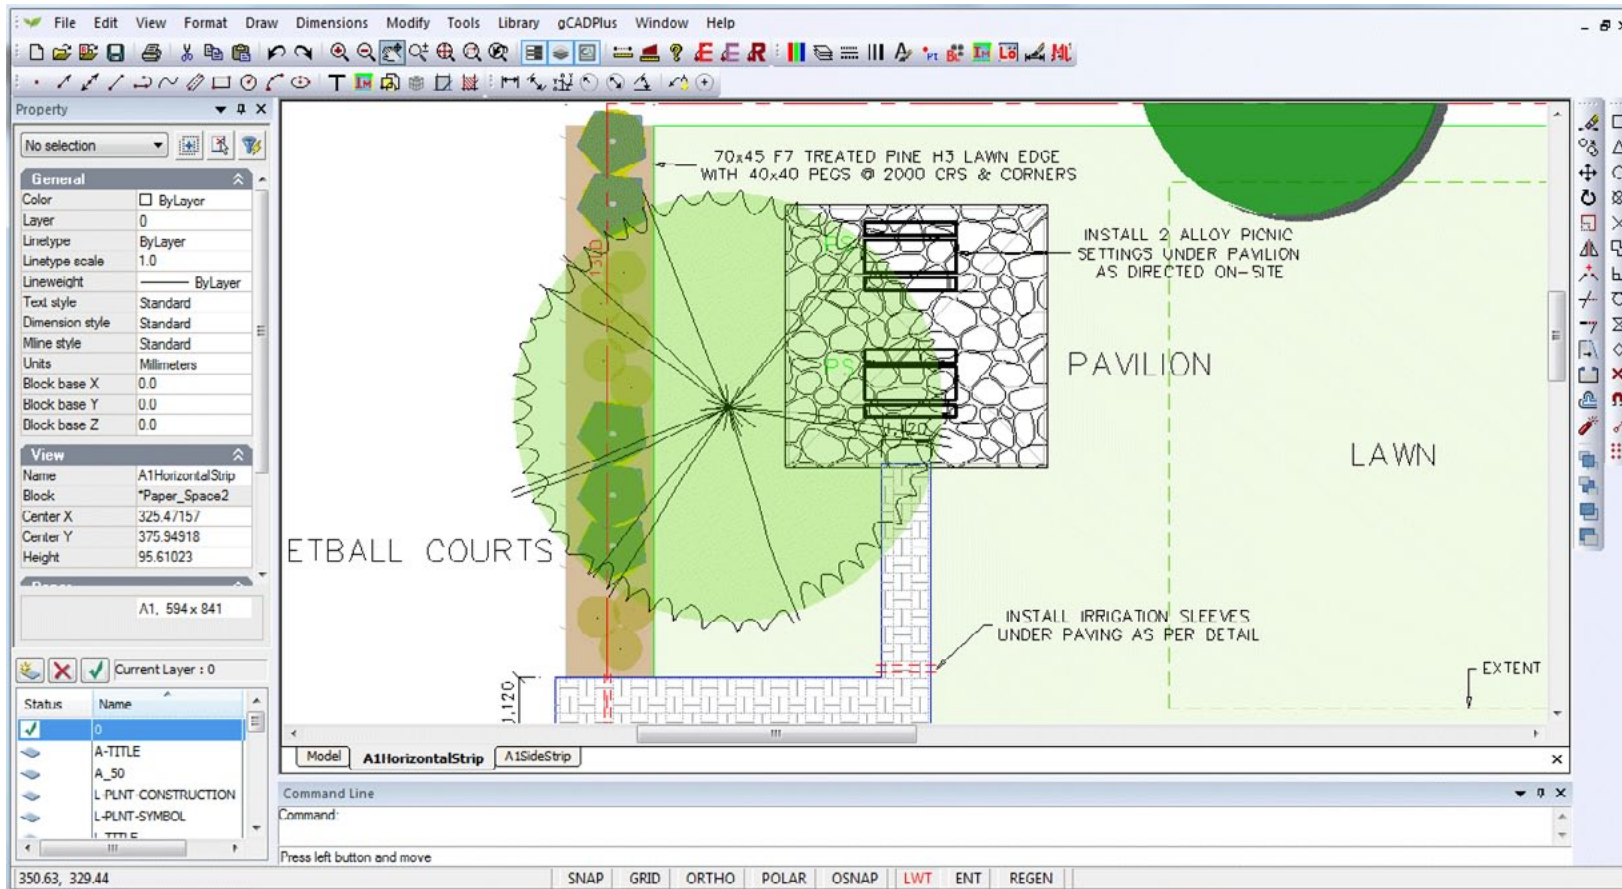 File Edit View Format Draw Dimensions Modify Tools Library gCADPlus Window Help
Property
No selection
General
Color ByLayer
Layer 0
Linetype ByLayer
Linetype scale 1.0
Lineweight ByLayer
Text style Standard
Dimension style Standard
Mline style Standard
Units Millimeters
Block base X 0.0
Block base Y 0.0
Block base Z 0.0
View
Name A1HorizontalStrip
Block *Paper_Space2
Center X 325.47157
Center Y 375.94918
Height 95.61023
A1, 594 x 841
Current Layer : 0
Status Name
0
A-TITLE
A_50
L-PLNT-CONSTRUCTION
L-PLNT-SYMBOL
L-TITLE
70x45 F7 TREATED PINE H3 LAWN EDGE
WITH 40x40 PEGS @ 2000 CRS & CORNERS
INSTALL 2 ALLOY PICNIC
SETTINGS UNDER PAVILION
AS DIRECTED ON-SITE
PS
PS
PAVILION
LAWN
ETBALL COURTS
INSTALL IRRIGATION SLEEVES
UNDER PAVING AS PER DETAIL
EXTENT
Model A1HorizontalStrip A1SideStrip
Command Line
Command:
Press left button and move
350.63, 329.44 SNAP GRID ORTHO POLAR OSNAP LWT ENT REGEN